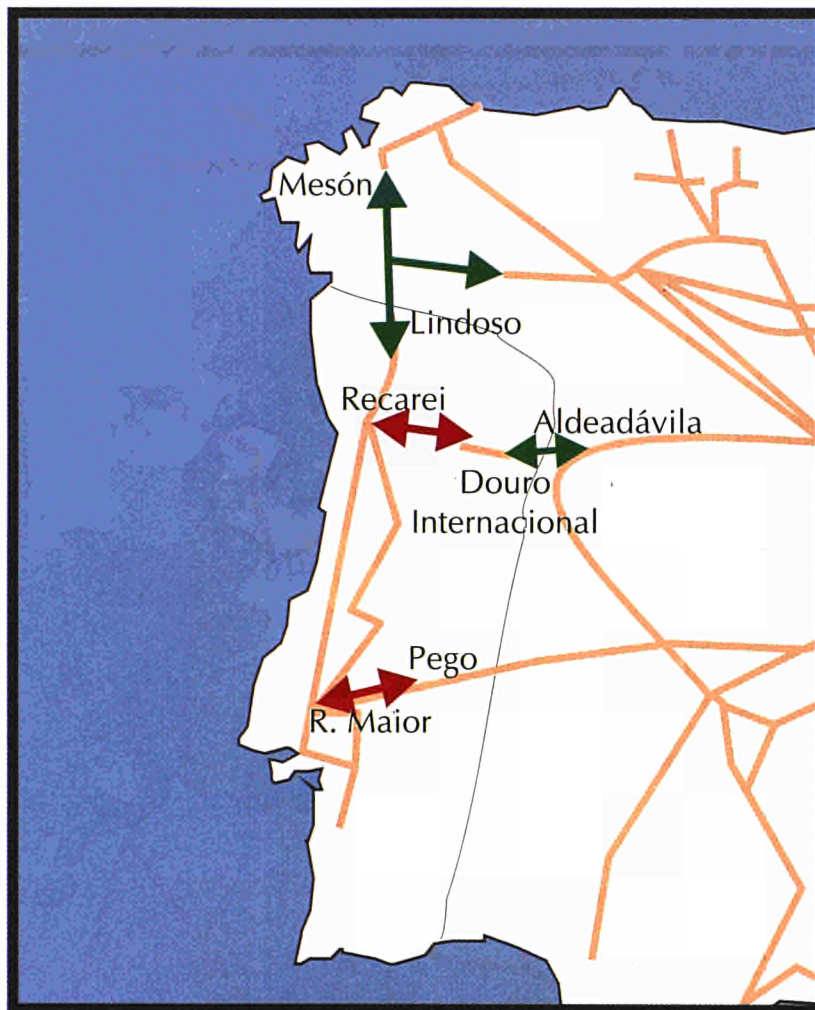 Mesón
Lindoso
Recarei
Aldeadávila
Douro
Internacional
Pego
R. Maior